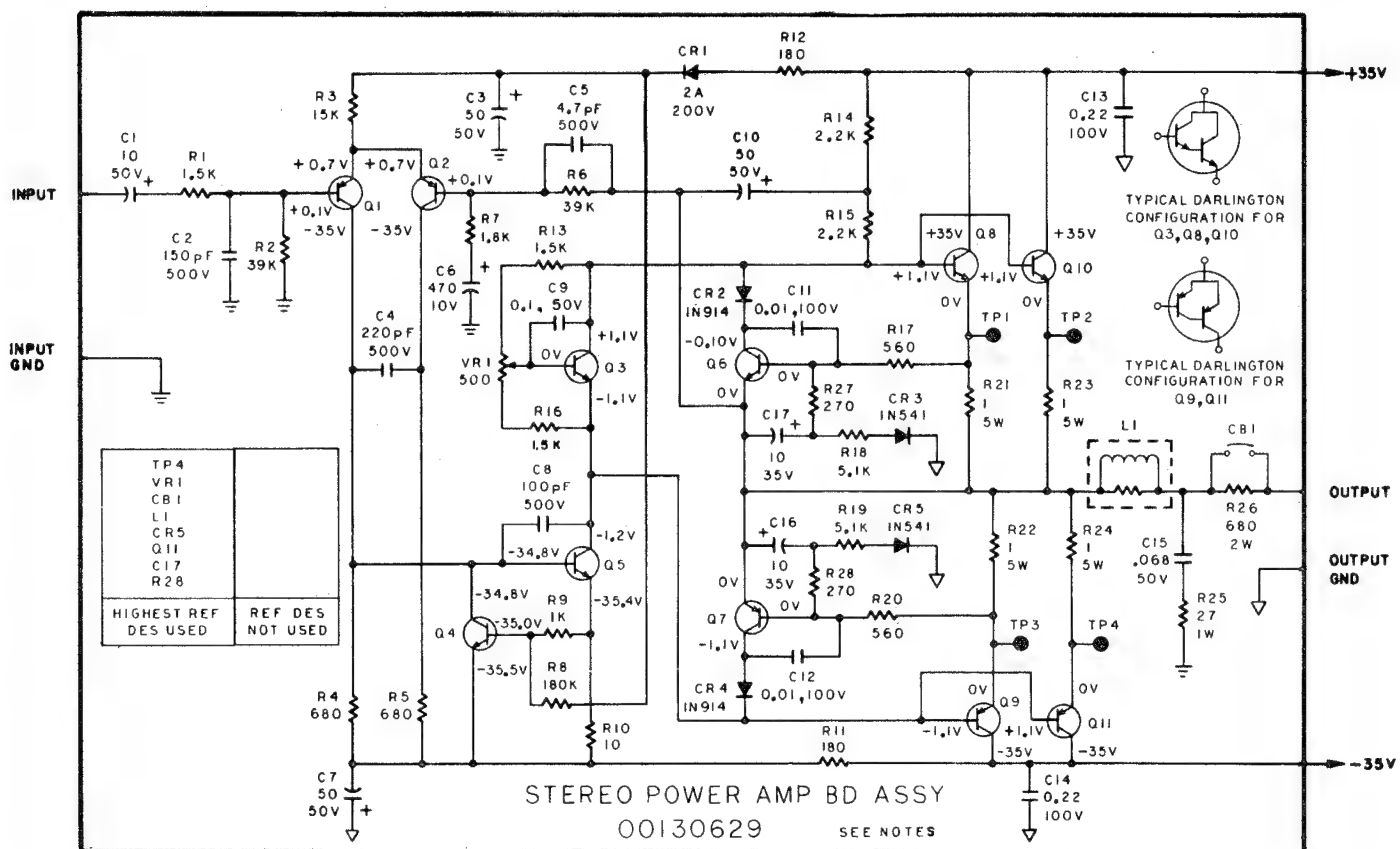 R12
180
CR1
2A
200V
+35V
R3
15K
C3
50
50V
+
C5
4.7pF
500V
R14
2.2K
C13
0.22
100V
C1
10
50V
+
R1
1.5K
+0.7V
+0.7V
Q2
+0.1V
C10
50
50V
+
INPUT
R6
39K
TYPICAL DARLINGTON
CONFIGURATION FOR
Q3,Q8,Q10
Q1
+0.1V
-35V
-35V
R7
1.8K
R15
2.2K
C2
150pF
500V
R2
39K
R13
1.5K
+35V
Q8
+35V
+1.1V
+1.1V
Q10
C6
470
10V
+
C9
0.1, 50V
CR2
1N914
C11
0.01,100V
0V
0V
C4
220pF
500V
+1.1V
-0.10V
R17
560
TP1
TP2
INPUT
GND
VR1
500
0V
Q3
Q6
0V
TYPICAL DARLINGTON
CONFIGURATION FOR
Q9,Q11
-1.1V
0V
R27
270
CR3
1N541
R21
1
5W
R23
1
5W
R16
1.5K
C17
+
10
35V
R18
5.1K
L1
CB1
TP4
VR1
CB1
L1
CR5
Q11
C17
R28
HIGHEST REF
DES USED
REF DES
NOT USED
C8
100pF
500V
OUTPUT
-1.2V
+
C16
10
35V
R19
5.1K
CR5
1N541
R22
1
5W
R24
1
5W
R26
680
2W
-34.8V
Q5
C15
.068
50V
OUTPUT
GND
-34.8V
-35.4V
0V
R28
270
Q4
-35.0V
R9
1K
Q7
0V
R20
560
R25
27
1W
-35.5V
R8
180K
-1.1V
TP3
TP4
C12
0.01,100V
R4
680
R5
680
CR4
1N914
0V
Q9
0V
R10
10
-1.1V
+1.1V
Q11
R11
180
-35V
-35V
-35V
C7
50
50V
+
C14
0.22
100V
STEREO POWER AMP BD ASSY
00130629
SEE NOTES